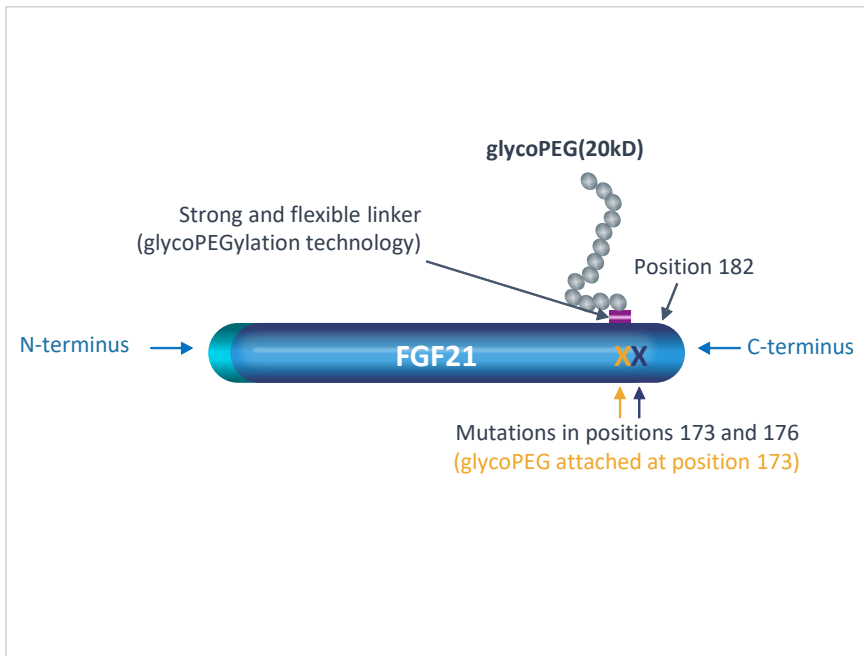 glycoPEG(20kD)
Strong and flexible linker
(glycoPEGylation technology)
Position 182
N-terminus
FGF21
XX
C-terminus
Mutations in positions 173 and 176
(glycoPEG attached at position 173)